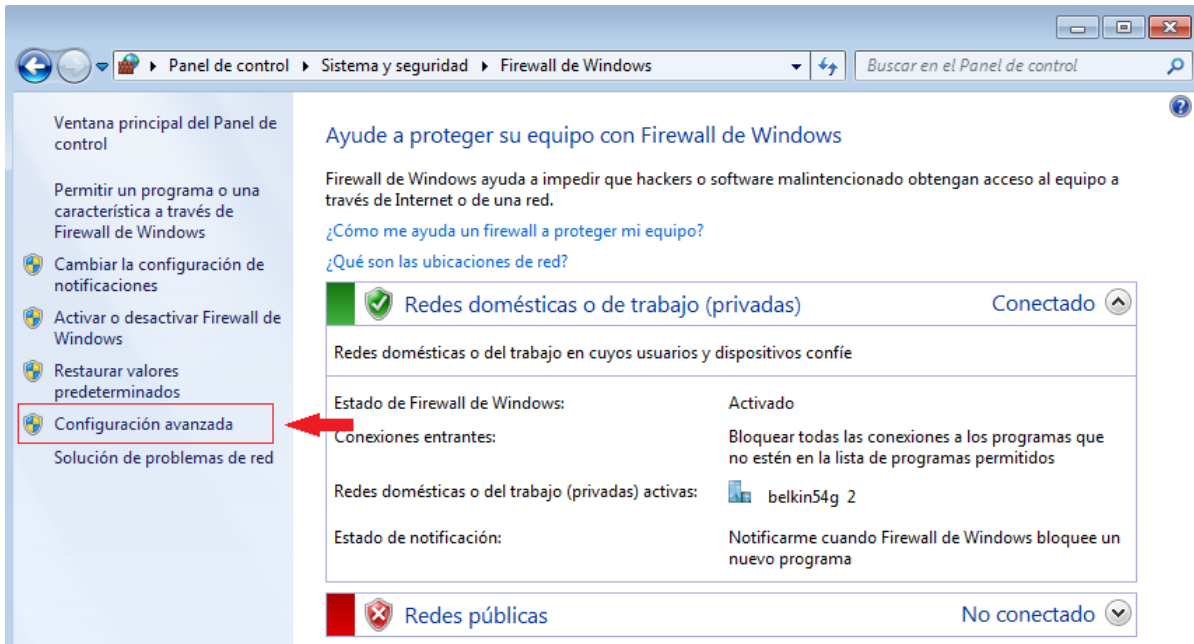 Panel de control Sistema y seguridad Firewall de Windows Buscar en el Panel de control
Ventana principal del Panel de
control
Permitir un programa o una
característica a través de
Firewall de Windows
Cambiar la configuración de
notificaciones
Activar o desactivar Firewall de
Windows
Restaurar valores
predeterminados
Configuración avanzada
Solución de problemas de red
Ayude a proteger su equipo con Firewall de Windows
Firewall de Windows ayuda a impedir que hackers o software malintencionado obtengan acceso al equipo a
través de Internet o de una red.
¿Cómo me ayuda un firewall a proteger mi equipo?
¿Qué son las ubicaciones de red?
Redes domésticas o de trabajo (privadas) Conectado
Redes domésticas o del trabajo en cuyos usuarios y dispositivos confíe
Estado de Firewall de Windows: Activado
Conexiones entrantes: Bloquear todas las conexiones a los programas que
no estén en la lista de programas permitidos
Redes domésticas o del trabajo (privadas) activas: belkin54g 2
Estado de notificación: Notificarme cuando Firewall de Windows bloquee un
nuevo programa
Redes públicas No conectado